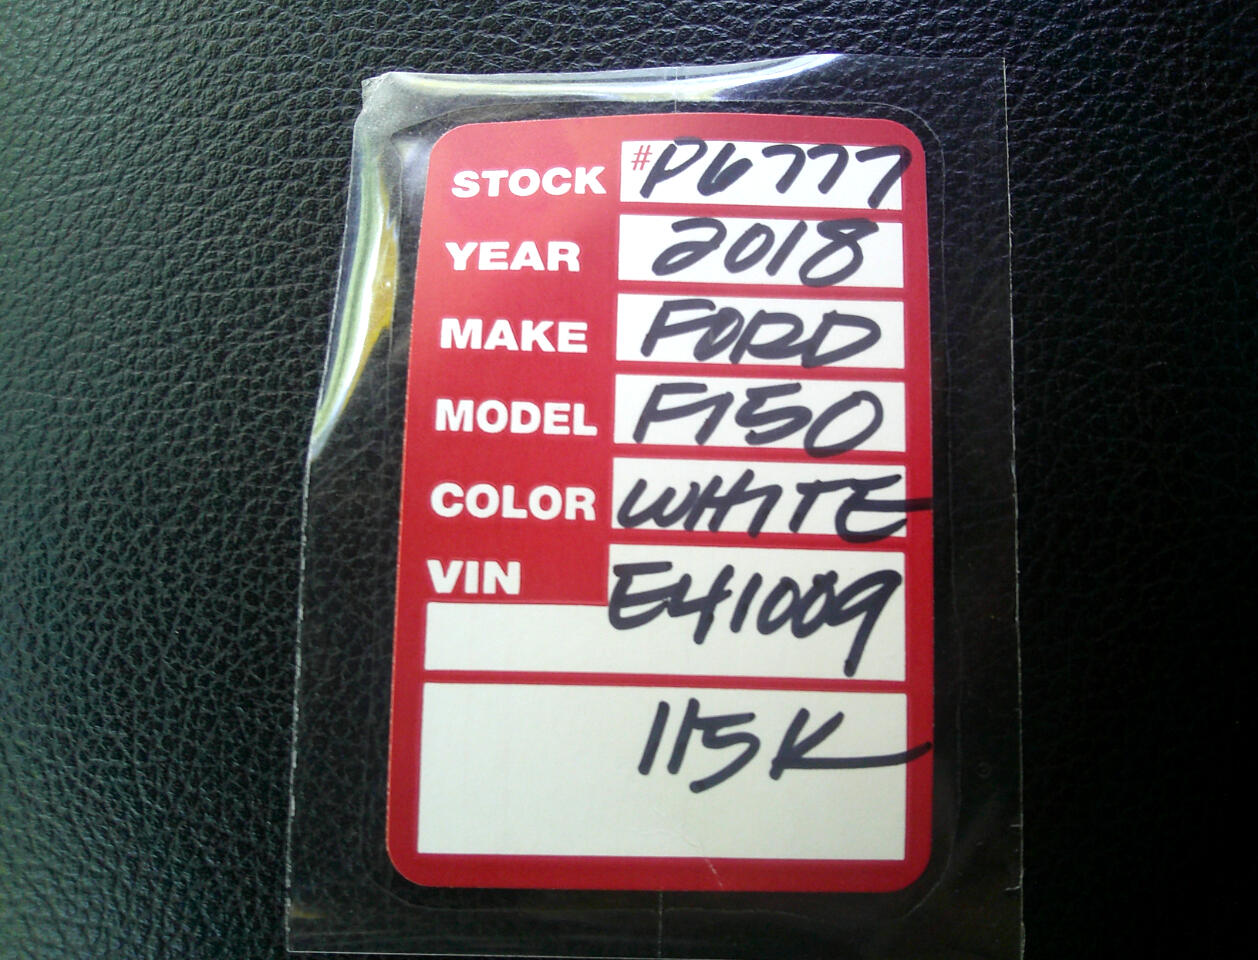 STOCK #P6777
YEAR 2018
MAKE FORD
MODEL F150
COLOR WHITE
VIN E41009
115K